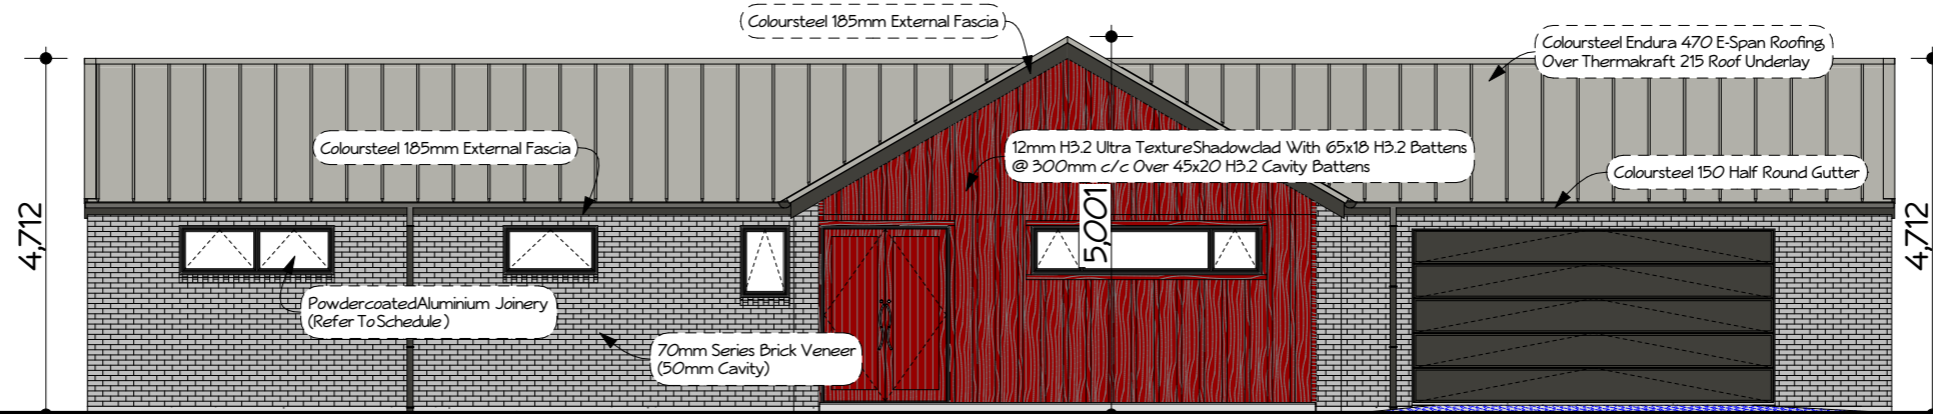 Coloursteel 185mm External Fascia
Coloursteel Endura 470 E-Span Roofing
Over Thermakraft 215 Roof Underlay
Coloursteel 185mm External Fascia
12mm H3.2 Ultra TextureShadowclad With 65x18 H3.2 Battens
@ 300mm c/c Over 45x20 H3.2 Cavity Battens
Coloursteel 150 Half Round Gutter
4,712
5,001
4,712
PowdercoatedAluminium Joinery
(Refer ToSchedule)
70mm Series Brick Veneer
(50mm Cavity)